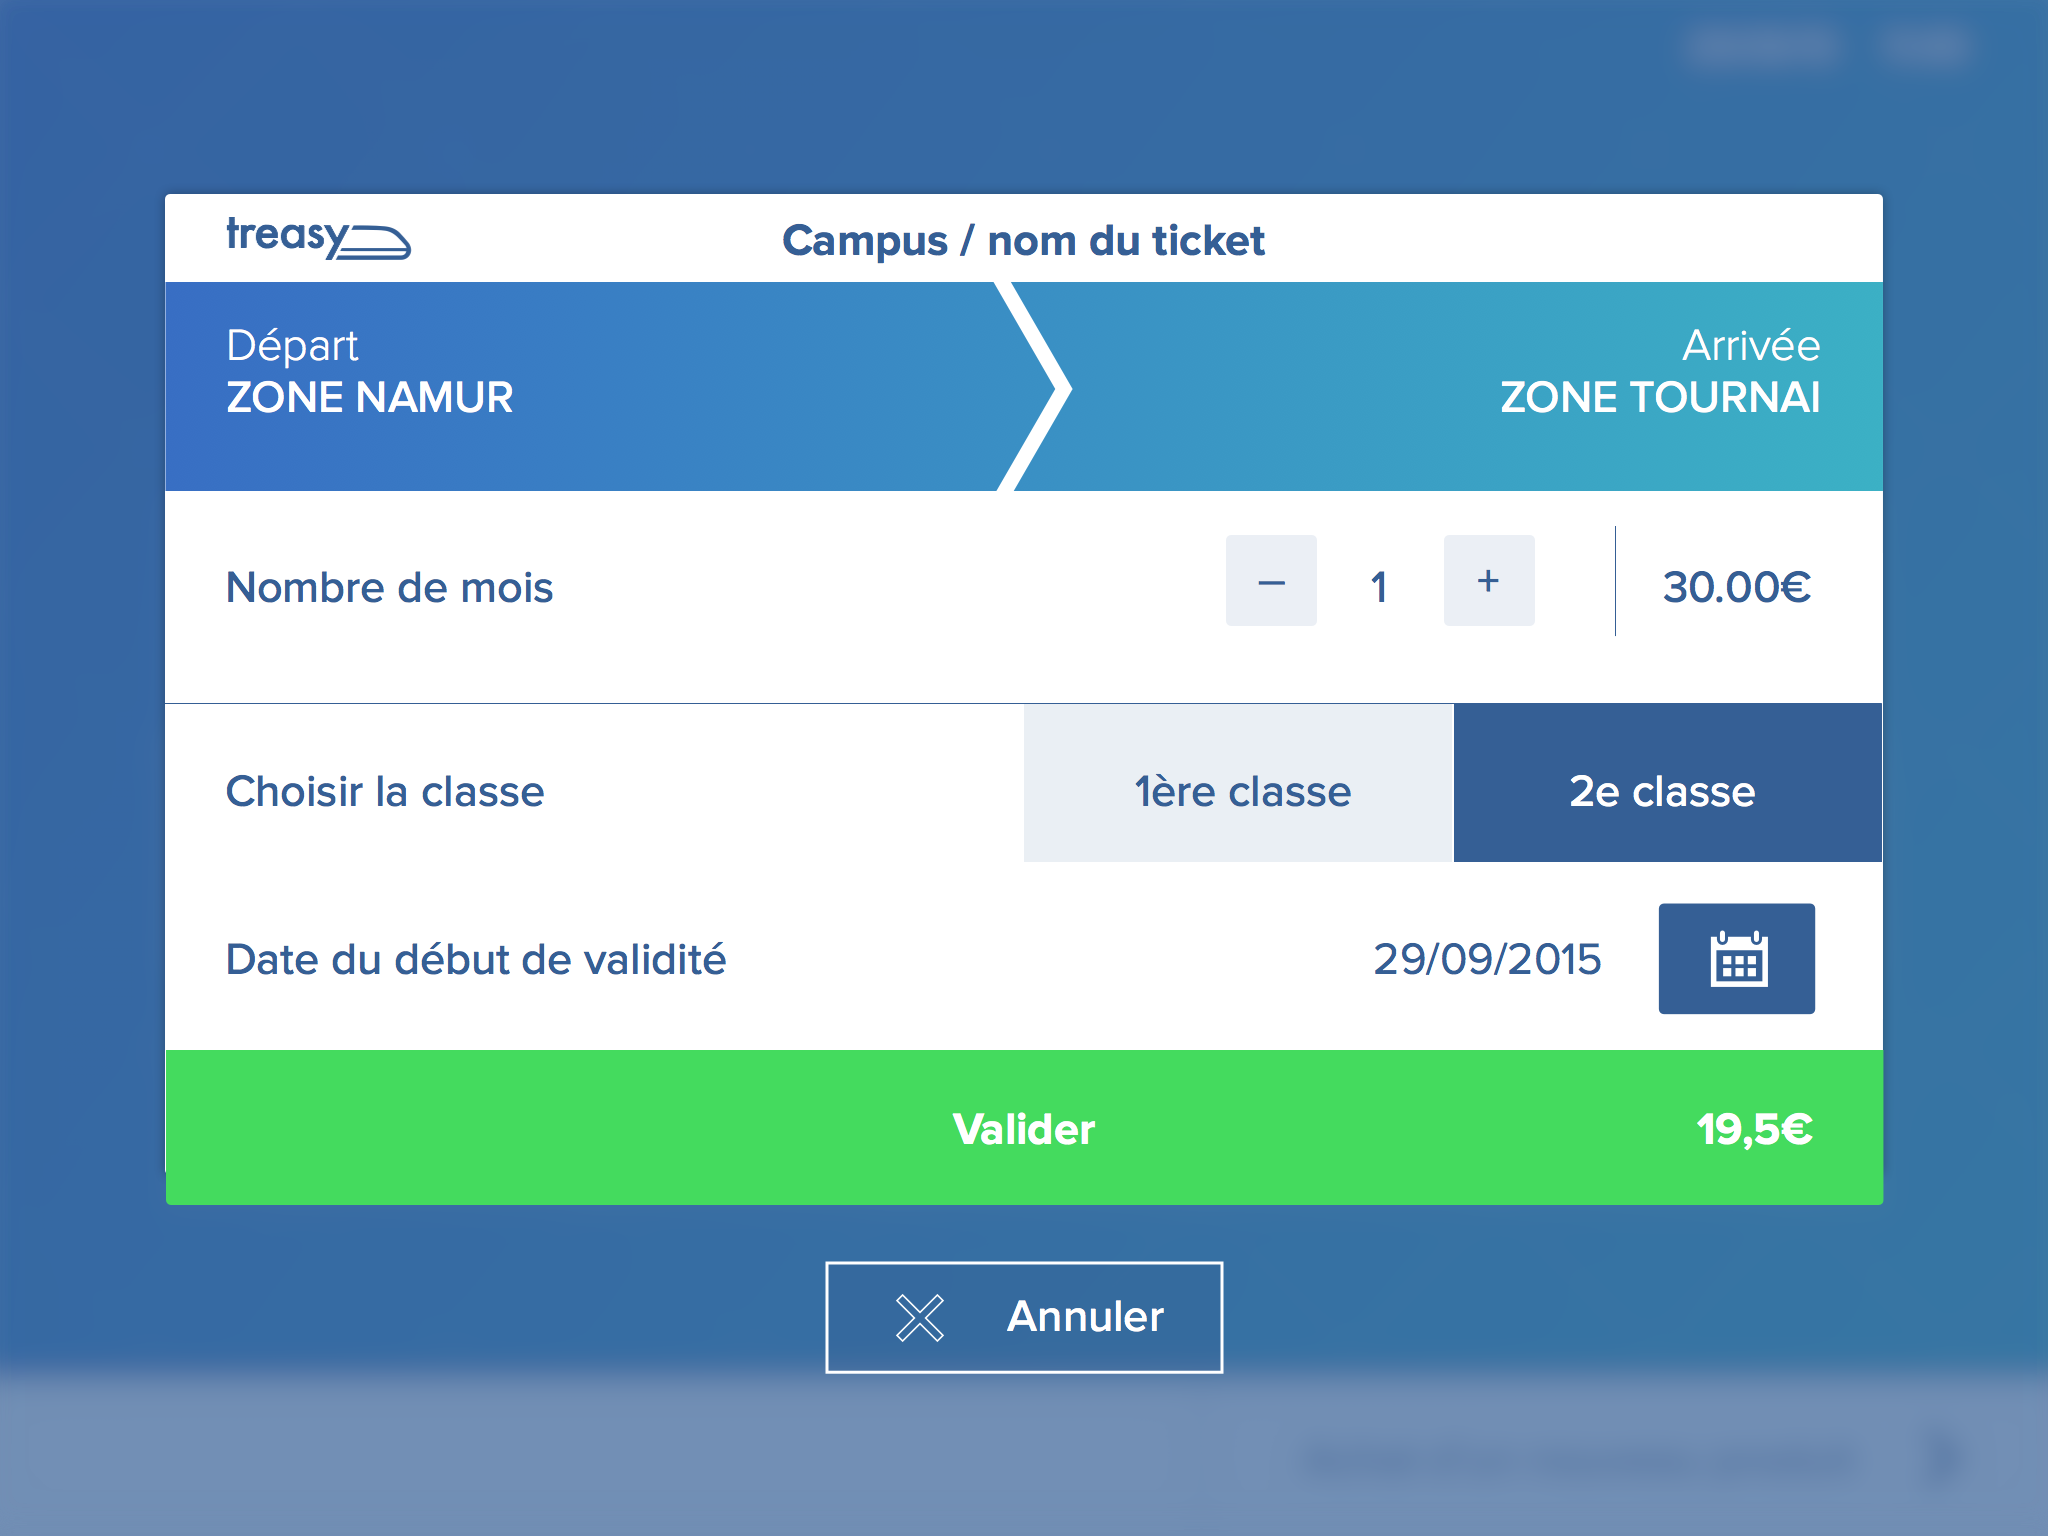 treasy
Campus / nom du ticket
Départ
ZONE NAMUR
Arrivée
ZONE TOURNAI
Nombre de mois
– 1 + 30.00€
Choisir la classe
1ère classe
2e classe
Date du début de validité
29/09/2015
Valider
19,5€
Annuler